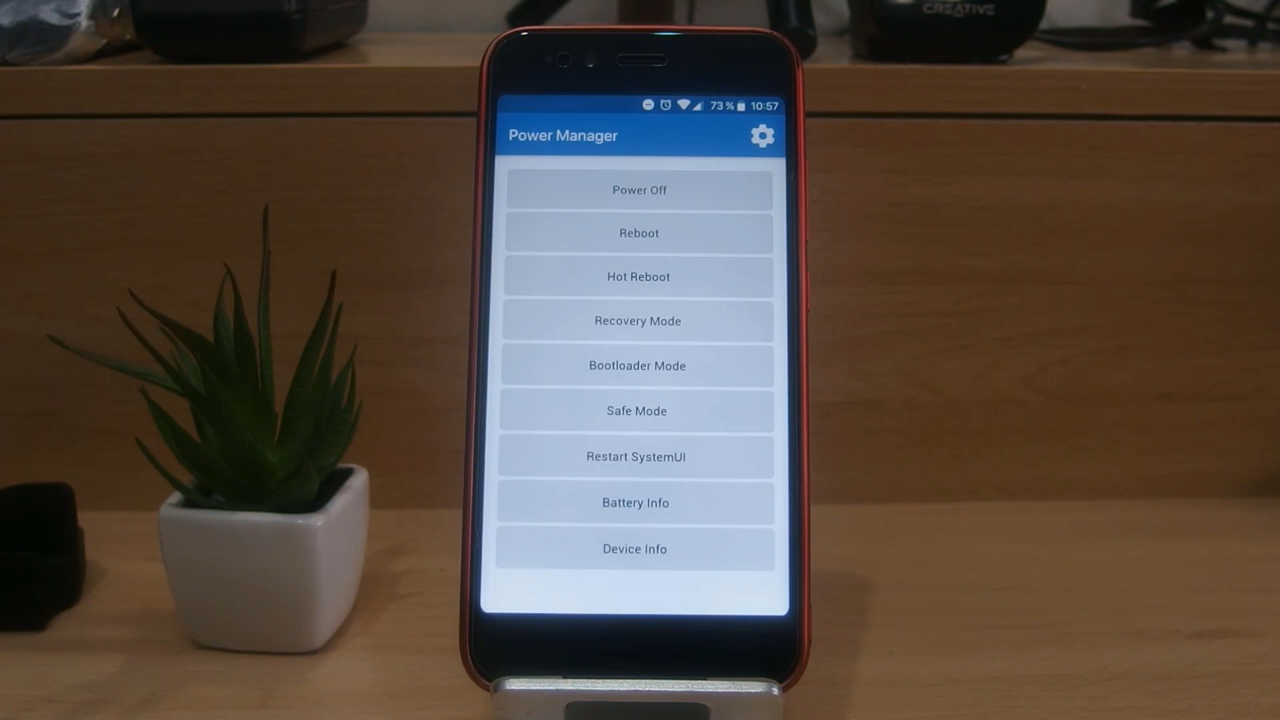 CREATIVE
73 % 10:57
Power Manager
Power Off
Reboot
Hot Reboot
Recovery Mode
Bootloader Mode
Safe Mode
Restart SystemUI
Battery Info
Device Info